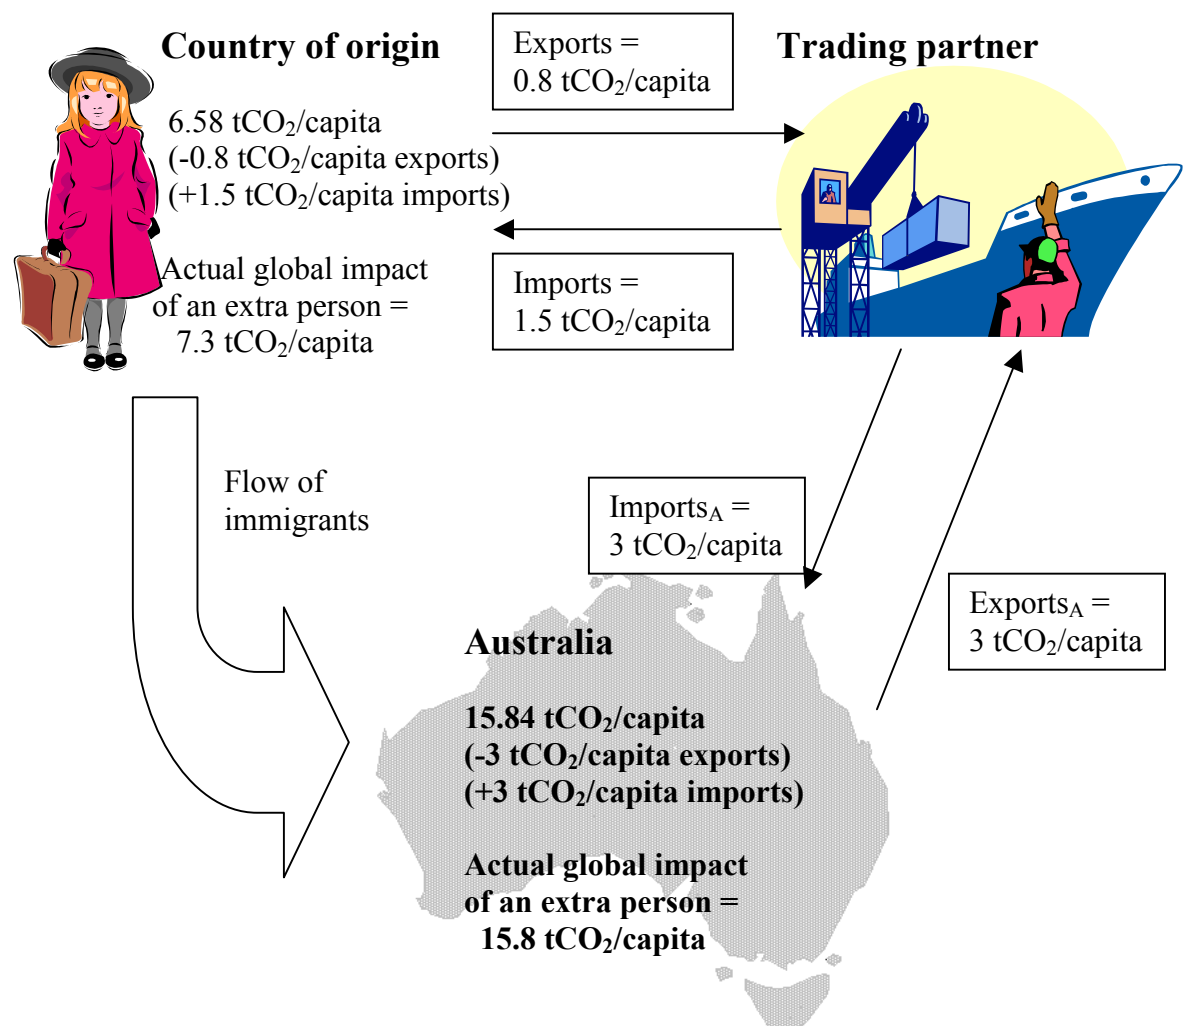 Country of origin
6.58 tCO₂/capita
(-0.8 tCO₂/capita exports)
(+1.5 tCO₂/capita imports)
Actual global impact
of an extra person =
7.3 tCO₂/capita
Exports =
0.8 tCO₂/capita
Trading partner
Imports =
1.5 tCO₂/capita
Flow of
immigrants
Imports_A =
3 tCO₂/capita
Exports_A =
3 tCO₂/capita
Australia
15.84 tCO₂/capita
(-3 tCO₂/capita exports)
(+3 tCO₂/capita imports)
Actual global impact
of an extra person =
15.8 tCO₂/capita